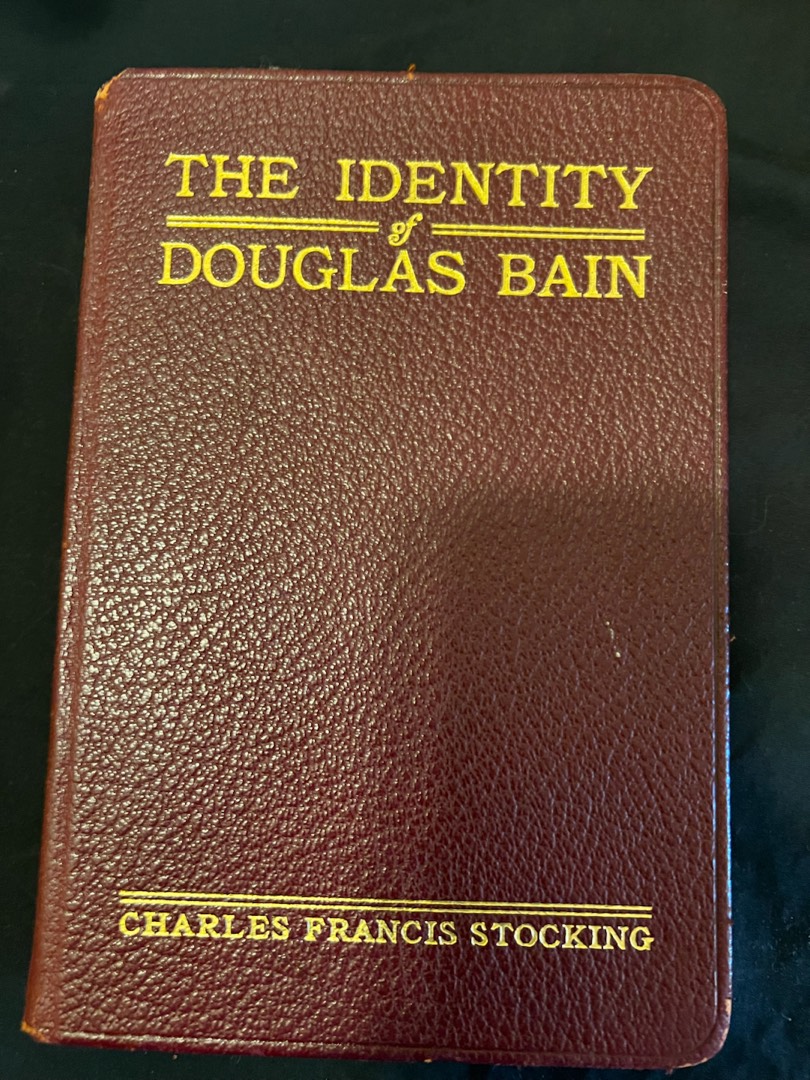 THE IDENTITY
of
DOUGLAS BAIN
CHARLES FRANCIS STOCKING